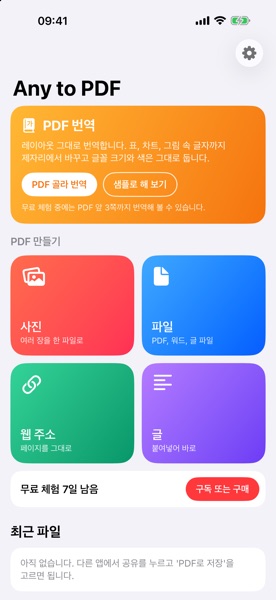 09:41
Any to PDF
PDF 번역
레이아웃 그대로 번역합니다. 표, 차트, 그림 속 글자까지
제자리에서 바꾸고 글꼴 크기와 색은 그대로 둡니다.
PDF 골라 번역
샘플로 해 보기
무료 체험 중에는 PDF 앞 3쪽까지 번역해 볼 수 있습니다.
PDF 만들기
사진
여러 장을 한 파일로
파일
PDF, 워드, 글 파일
웹 주소
페이지를 그대로
글
붙여넣어 바로
무료 체험 7일 남음
구독 또는 구매
최근 파일
아직 없습니다. 다른 앱에서 공유를 누르고 'PDF로 저장'을
고르면 됩니다.